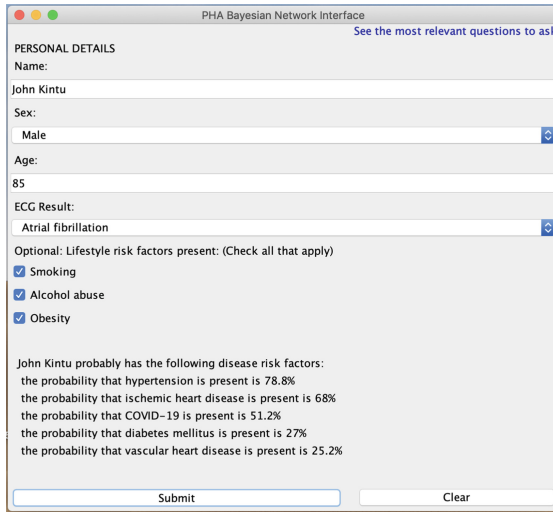 PHA Bayesian Network Interface
See the most relevant questions to ask
PERSONAL DETAILS
Name:
John Kintu
Sex:
Male
Age:
85
ECG Result:
Atrial fibrillation
Optional: Lifestyle risk factors present: (Check all that apply)
Smoking
Alcohol abuse
Obesity
John Kintu probably has the following disease risk factors:
the probability that hypertension is present is 78.8%
the probability that ischemic heart disease is present is 68%
the probability that COVID-19 is present is 51.2%
the probability that diabetes mellitus is present is 27%
the probability that vascular heart disease is present is 25.2%
Submit Clear